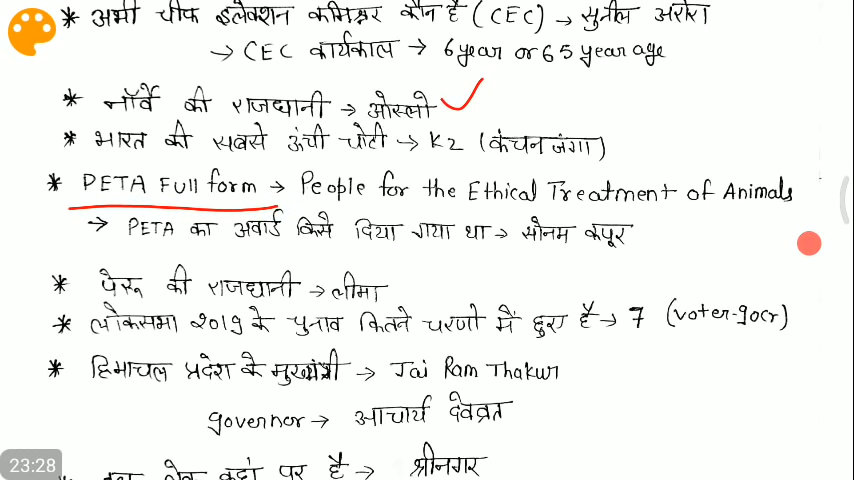 * अभी चीफ इलेक्शन कमिश्नर कौन है (CEC) → सुनील अरोरा
→ CEC कार्यकाल → 6 year or 65 year age
* नॉर्वे की राजधानी → ओस्लो
* भारत की सबसे ऊंची चोटी → K2 (कंचनजंगा)
* PETA Full form → People for the Ethical Treatment of Animals
→ PETA का अवार्ड किसे दिया गया था → सोनम कपूर
* पेरू की राजधानी → लीमा
* लोकसभा 2019 के चुनाव कितने चरणो में हुए है → 7 (voter-90cr)
* हिमाचल प्रदेश के मुख्यमंत्री → Jai Ram Thakur
governor → आचार्य देवव्रत
* कहां पर है → श्रीनगर
23:28